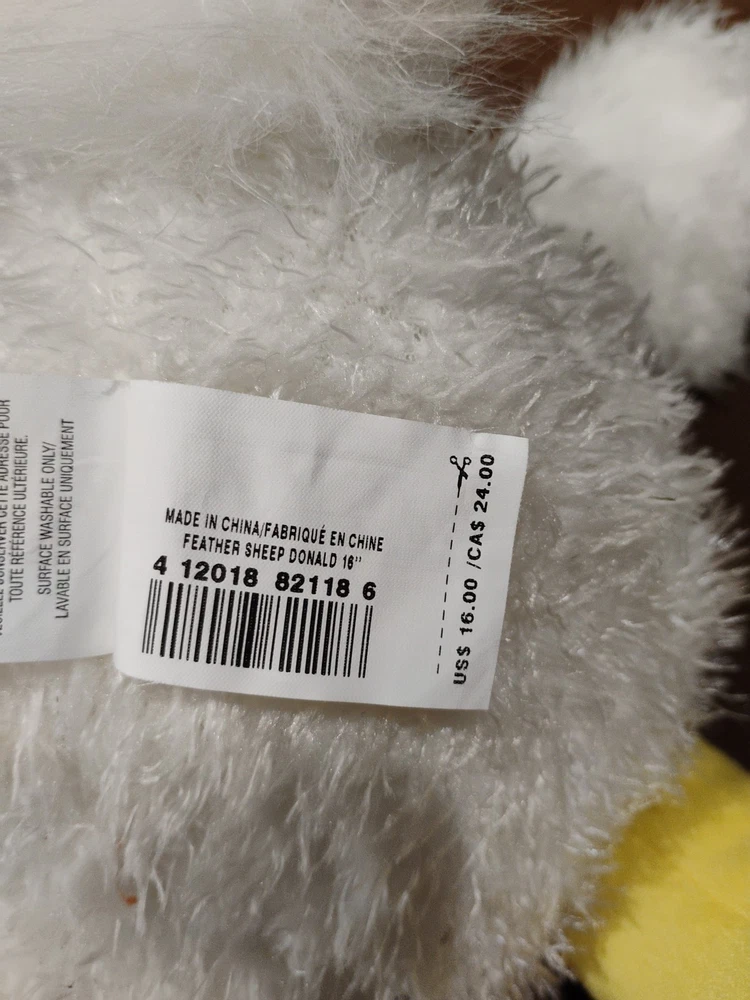 TOUTE RÉFÉRENCE ULTÉRIEURE.
SURFACE WASHABLE ONLY/
LAVABLE EN SURFACE UNIQUEMENT
MADE IN CHINA/FABRIQUÉ EN CHINE
FEATHER SHEEP DONALD 16''
4 12018 82118 6
US$ 16.00 /CA$ 24.00